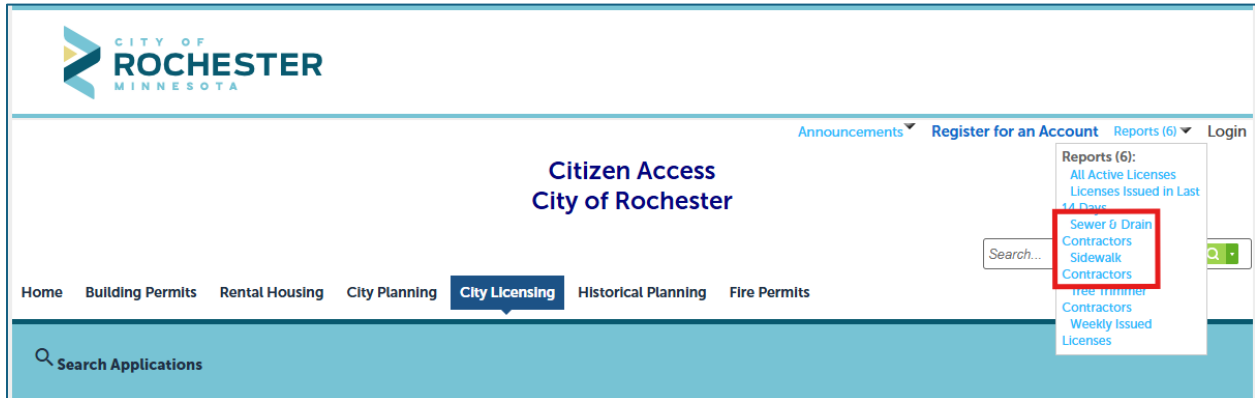 CITY OF
ROCHESTER
MINNESOTA
Announcements Register for an Account Reports (6) Login
Reports (6):
All Active Licenses
Licenses Issued in Last
14 Days
Sewer & Drain
Contractors
Sidewalk
Contractors
Tree Trimmer
Contractors
Weekly Issued
Licenses
Citizen Access
City of Rochester
Search...
Home Building Permits Rental Housing City Planning City Licensing Historical Planning Fire Permits
Search Applications